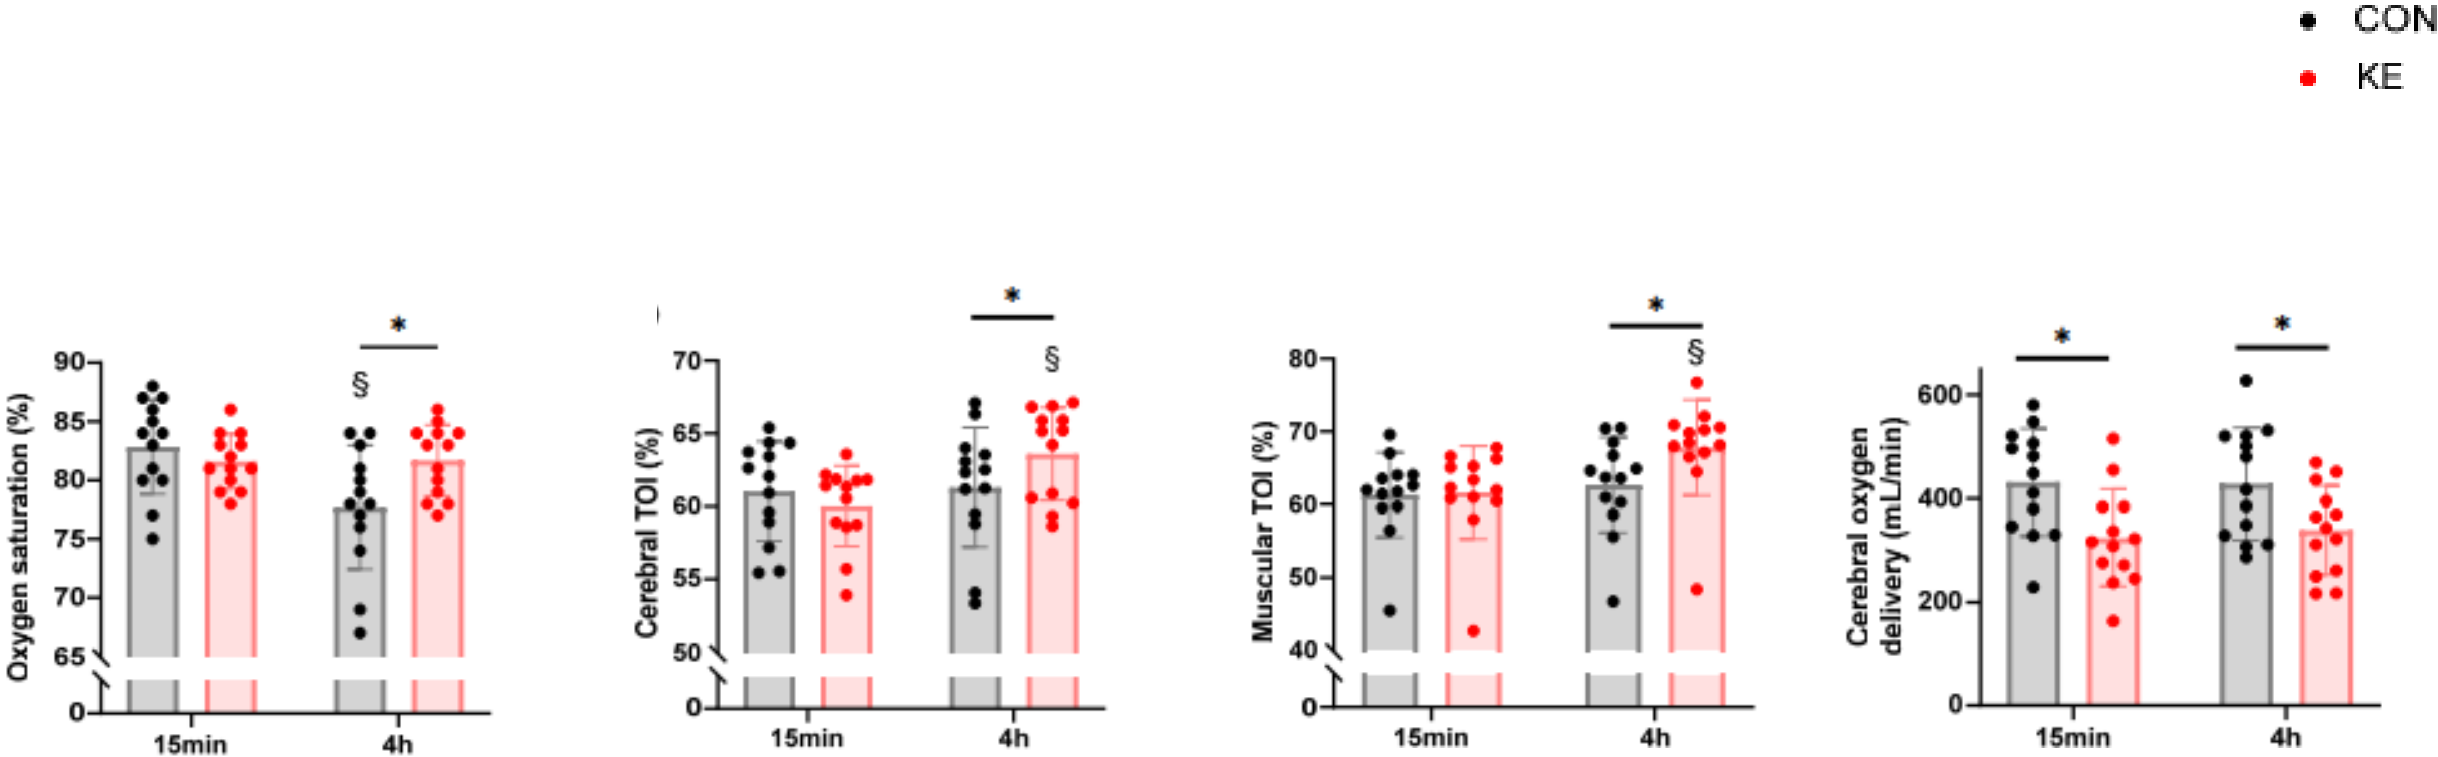 CON
KE
*
§
Oxygen saturation (%)
90
85
80
75
70
65
0
15min
4h
*
§
Cerebral TOI (%)
70
65
60
55
50
0
15min
4h
*
§
Muscular TOI (%)
80
70
60
50
40
0
15min
4h
*
*
Cerebral oxygen
delivery (mL/min)
600
400
200
0
15min
4h